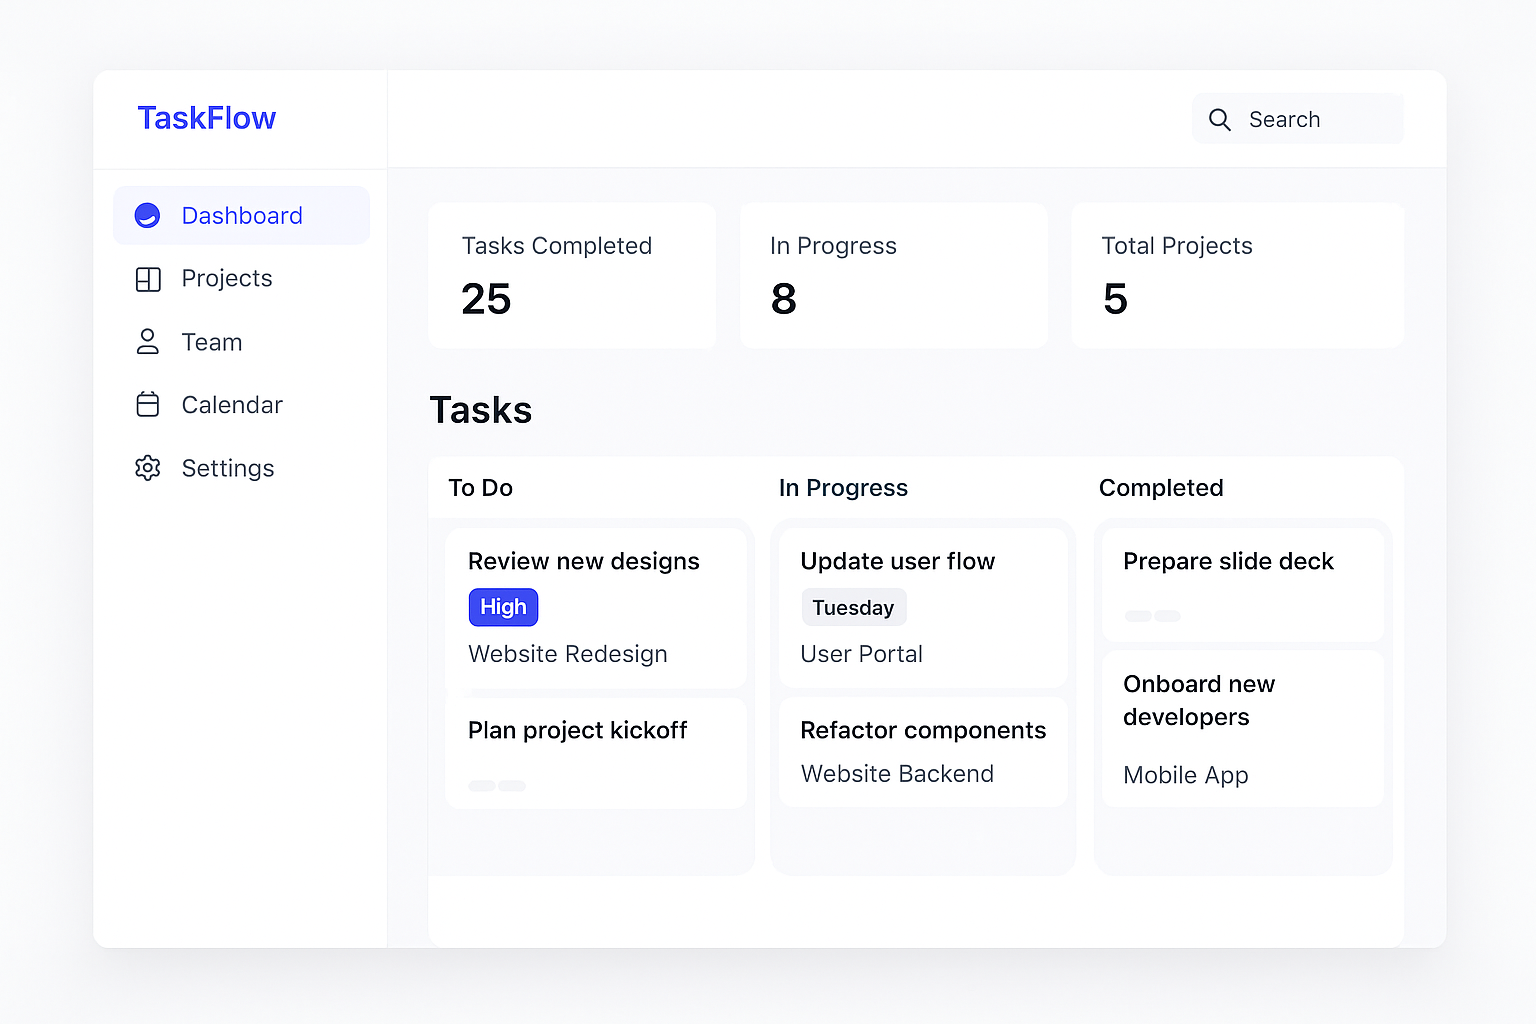 TaskFlow
Search
Dashboard
Projects
Team
Calendar
Settings
Tasks Completed
25
In Progress
8
Total Projects
5
Tasks
To Do
Review new designs
High
Website Redesign
Plan project kickoff
In Progress
Update user flow
Tuesday
User Portal
Refactor components
Website Backend
Completed
Prepare slide deck
Onboard new
developers
Mobile App